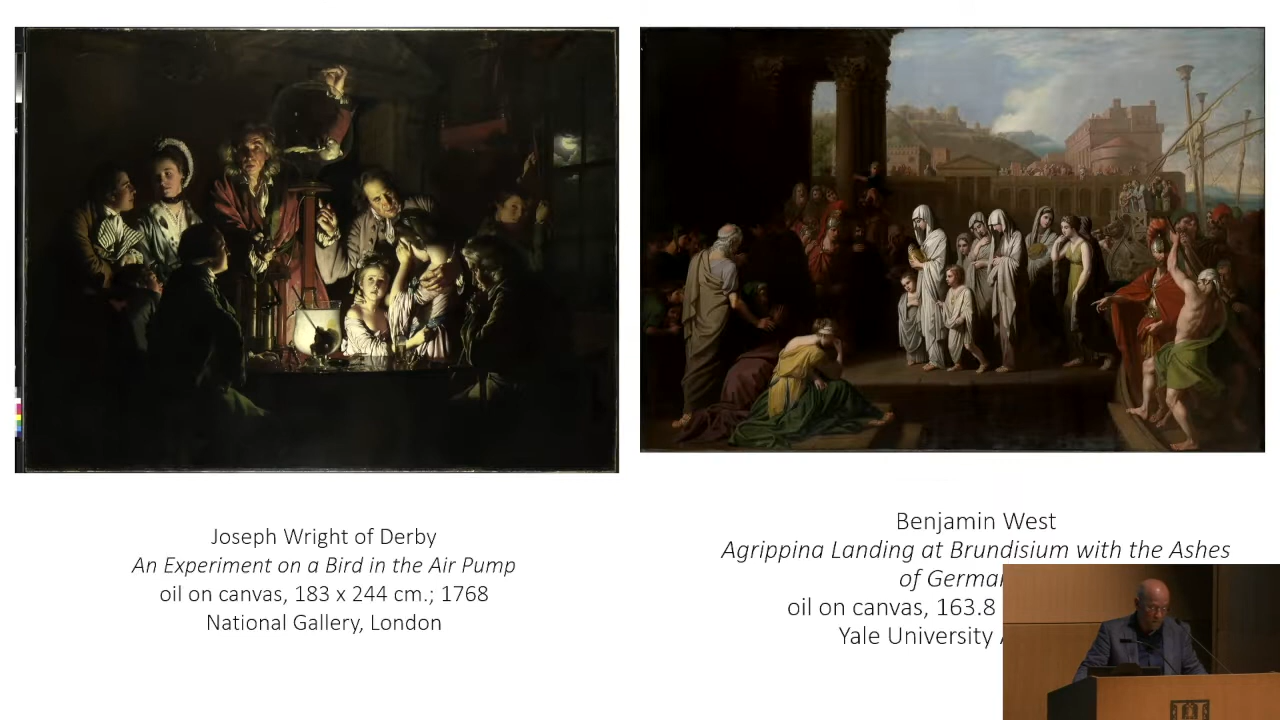 Joseph Wright of Derby
An Experiment on a Bird in the Air Pump
oil on canvas, 183 x 244 cm.; 1768
National Gallery, London
Benjamin West
Agrippina Landing at Brundisium with the Ashes
of
oil on canvas, 163.8
Yale University